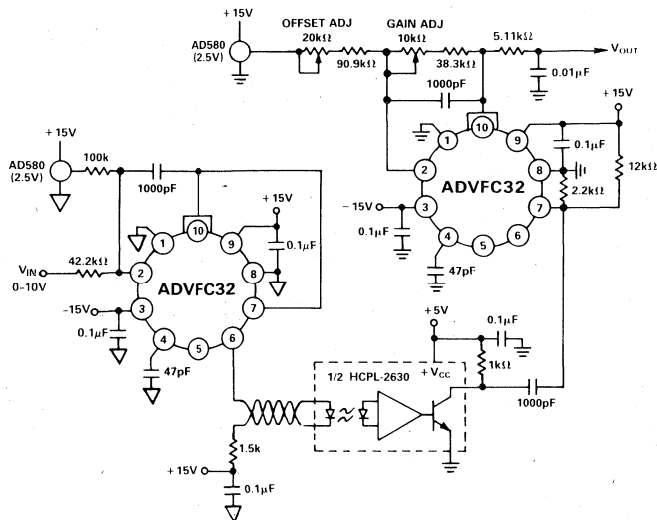 +15V
AD580
(2.5V)
OFFSET ADJ
20kΩ
90.9kΩ
GAIN ADJ
10kΩ
38.3kΩ
5.11kΩ
VOUT
0.01µF
1000pF
+15V
0.1µF
12kΩ
2.2kΩ
1
10
9
2
8
ADVFC32
3
7
4
5
6
-15V
0.1µF
47pF
+15V
AD580
(2.5V)
100k
1000pF
+15V
0.1µF
1
10
9
VIN
0-10V
42.2kΩ
2
8
ADVFC32
-15V
3
7
0.1µF
4
5
6
47pF
+5V
0.1µF
1/2 HCPL-2630
+VCC
1kΩ
1000pF
1.5k
+15V
0.1µF